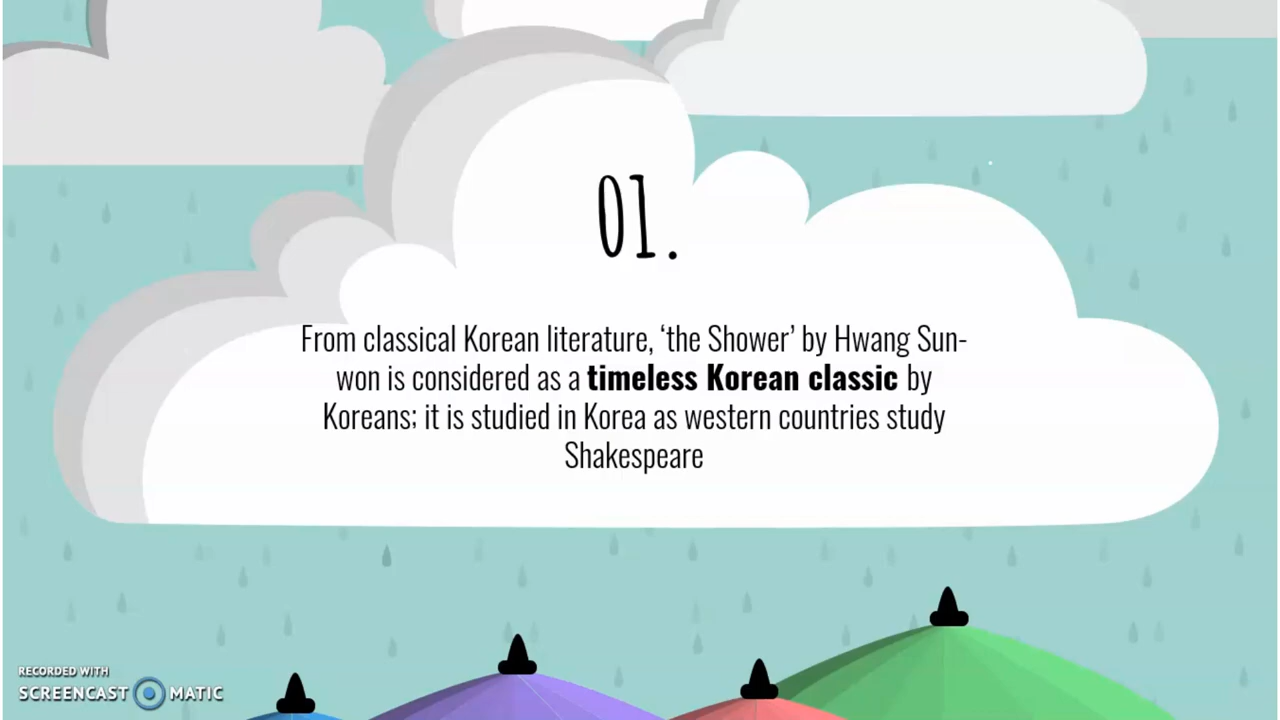 01.
From classical Korean literature, ‘the Shower’ by Hwang Sun-
won is considered as a timeless Korean classic by
Koreans; it is studied in Korea as western countries study
Shakespeare
RECORDED WITH
SCREENCAST MATIC